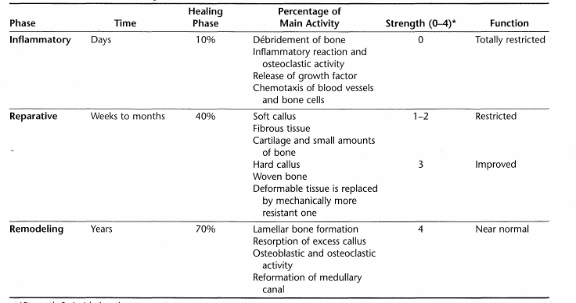 Healing Percentage of
Phase Time Phase Main Activity Strength (0–4)* Function
Inflammatory Days 10% Débridement of bone 0 Totally restricted
Inflammatory reaction and
osteoclastic activity
Release of growth factor
Chemotaxis of blood vessels
and bone cells
Reparative Weeks to months 40% Soft callus 1–2 Restricted
Fibrous tissue
Cartilage and small amounts
of bone
Hard callus 3 Improved
Woven bone
Deformable tissue is replaced
by mechanically more
resistant one
Remodeling Years 70% Lamellar bone formation 4 Near normal
Resorption of excess callus
Osteoblastic and osteoclastic
activity
Reformation of medullary
canal